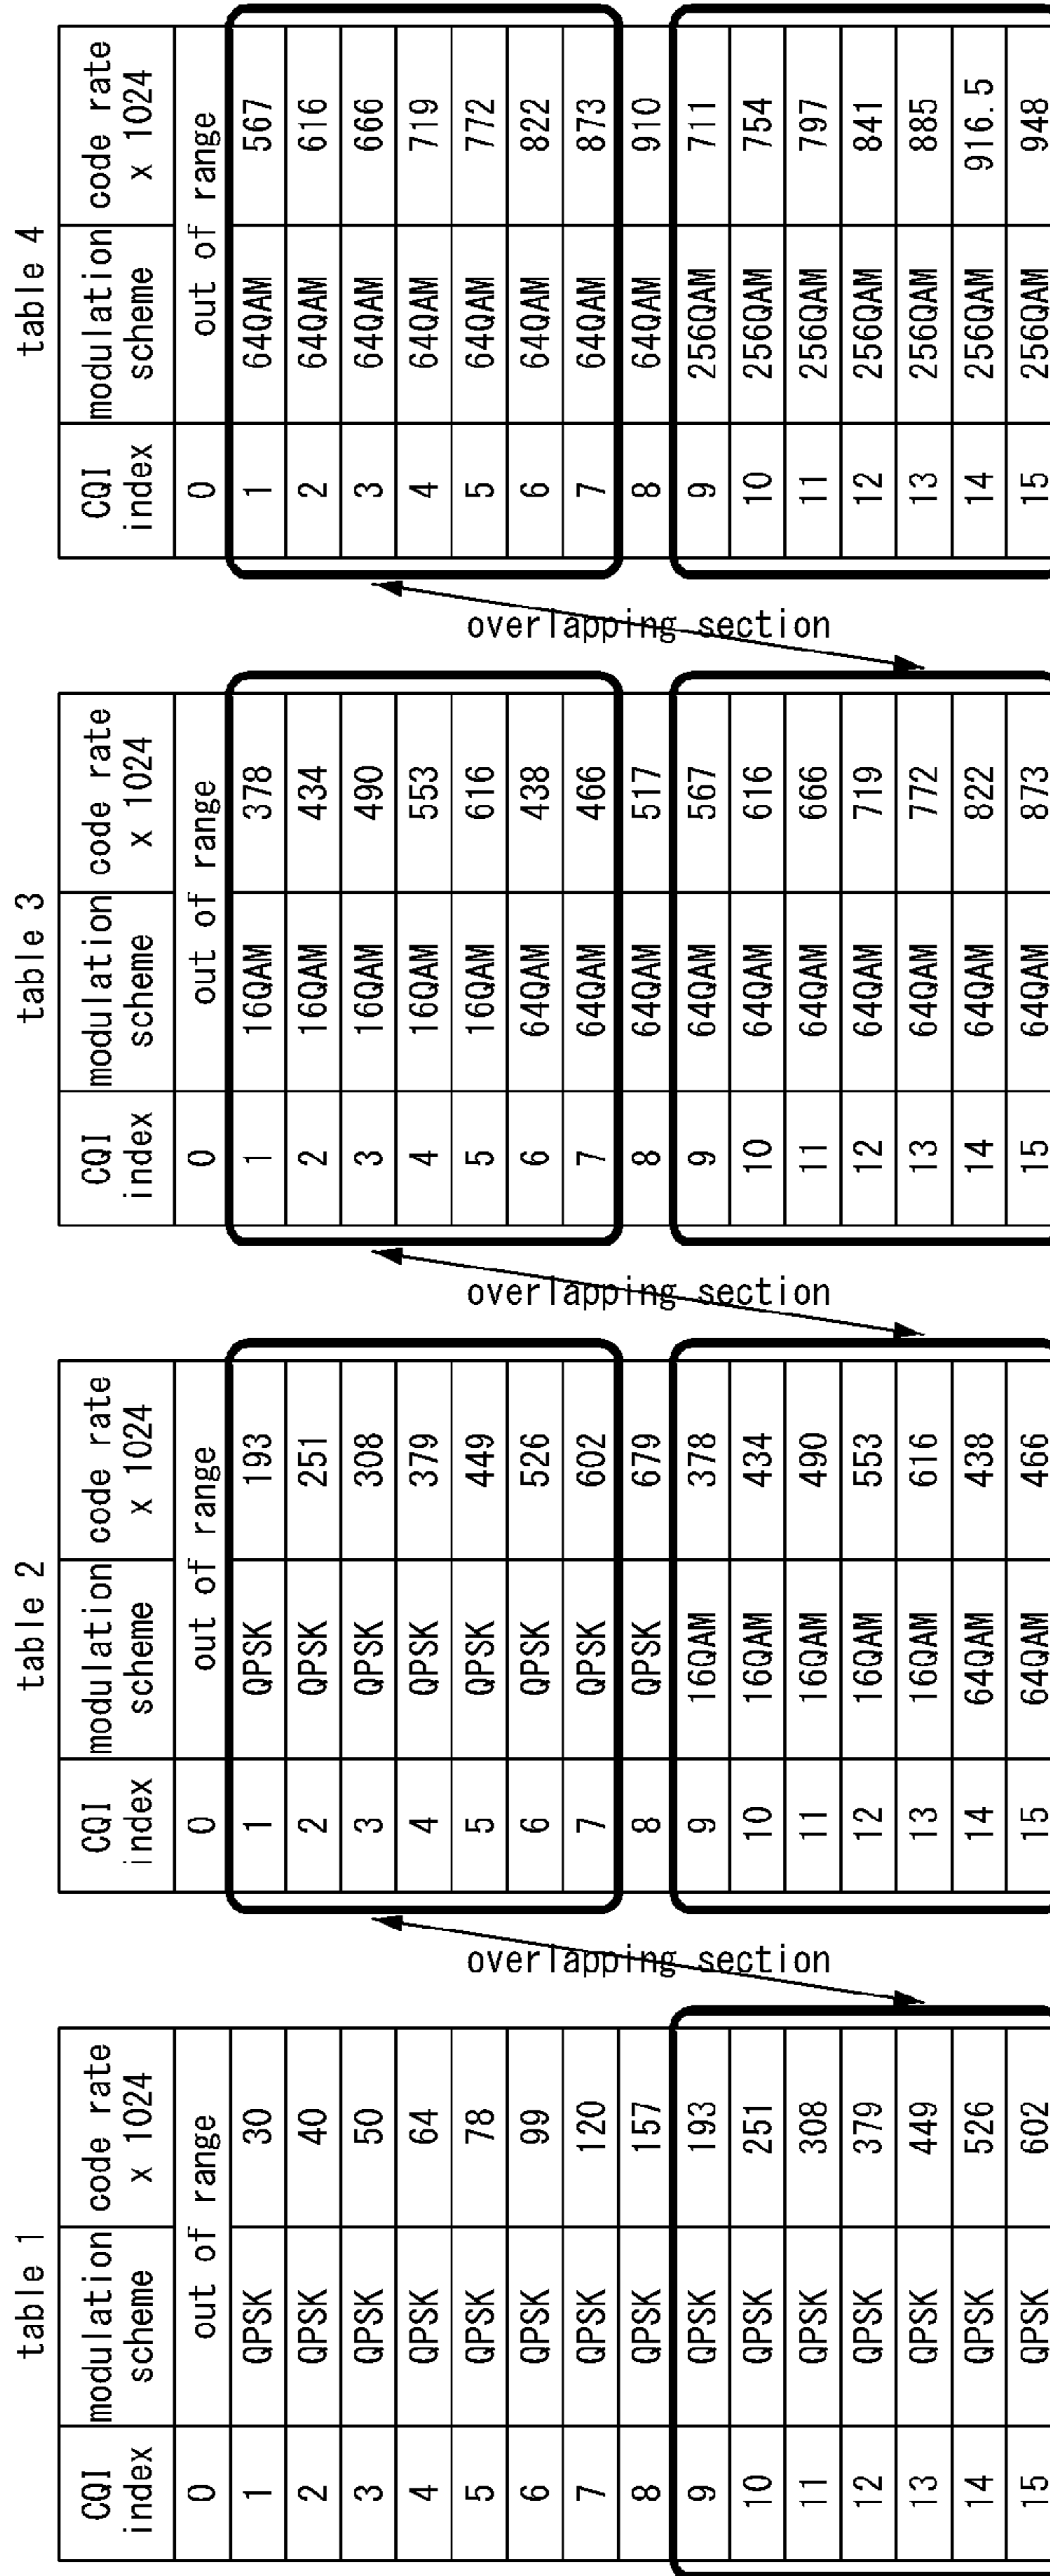 table 1
CQI index | modulation scheme | code rate x 1024
0 | out of range
1 | QPSK | 30
2 | QPSK | 40
3 | QPSK | 50
4 | QPSK | 64
5 | QPSK | 78
6 | QPSK | 99
7 | QPSK | 120
8 | QPSK | 157
9 | QPSK | 193
10 | QPSK | 251
11 | QPSK | 308
12 | QPSK | 379
13 | QPSK | 449
14 | QPSK | 526
15 | QPSK | 602
overlapping section
table 2
CQI index | modulation scheme | code rate x 1024
0 | out of range
1 | QPSK | 193
2 | QPSK | 251
3 | QPSK | 308
4 | QPSK | 379
5 | QPSK | 449
6 | QPSK | 526
7 | QPSK | 602
8 | QPSK | 679
9 | 16QAM | 378
10 | 16QAM | 434
11 | 16QAM | 490
12 | 16QAM | 553
13 | 16QAM | 616
14 | 64QAM | 438
15 | 64QAM | 466
overlapping section
table 3
CQI index | modulation scheme | code rate x 1024
0 | out of range
1 | 16QAM | 378
2 | 16QAM | 434
3 | 16QAM | 490
4 | 16QAM | 553
5 | 16QAM | 616
6 | 64QAM | 438
7 | 64QAM | 466
8 | 64QAM | 517
9 | 64QAM | 567
10 | 64QAM | 616
11 | 64QAM | 666
12 | 64QAM | 719
13 | 64QAM | 772
14 | 64QAM | 822
15 | 64QAM | 873
overlapping section
table 4
CQI index | modulation scheme | code rate x 1024
0 | out of range
1 | 64QAM | 567
2 | 64QAM | 616
3 | 64QAM | 666
4 | 64QAM | 719
5 | 64QAM | 772
6 | 64QAM | 822
7 | 64QAM | 873
8 | 64QAM | 910
9 | 256QAM | 711
10 | 256QAM | 754
11 | 256QAM | 797
12 | 256QAM | 841
13 | 256QAM | 885
14 | 256QAM | 916.5
15 | 256QAM | 948